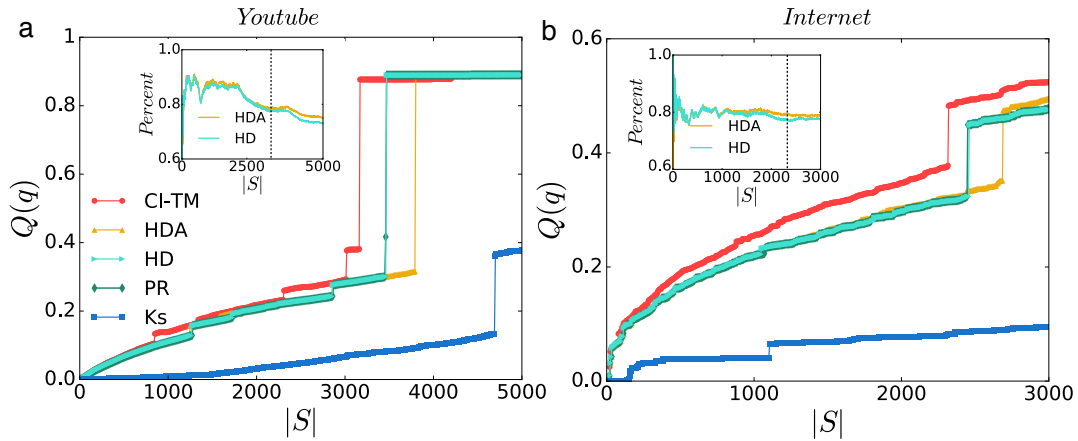 Youtube
a
Q(q)
1
0.8
0.6
0.4
0.2
0.0
0
1000
2000
3000
4000
5000
|S|
CI-TM
HDA
HD
PR
Ks
Percent
1.0
0.8
0.6
0
2500
5000
|S|
HDA
HD
Internet
b
Q(q)
0.6
0.4
0.2
0.0
0
1000
2000
3000
|S|
Percent
1.0
0.8
0.6
0
1000
2000
3000
|S|
HDA
HD